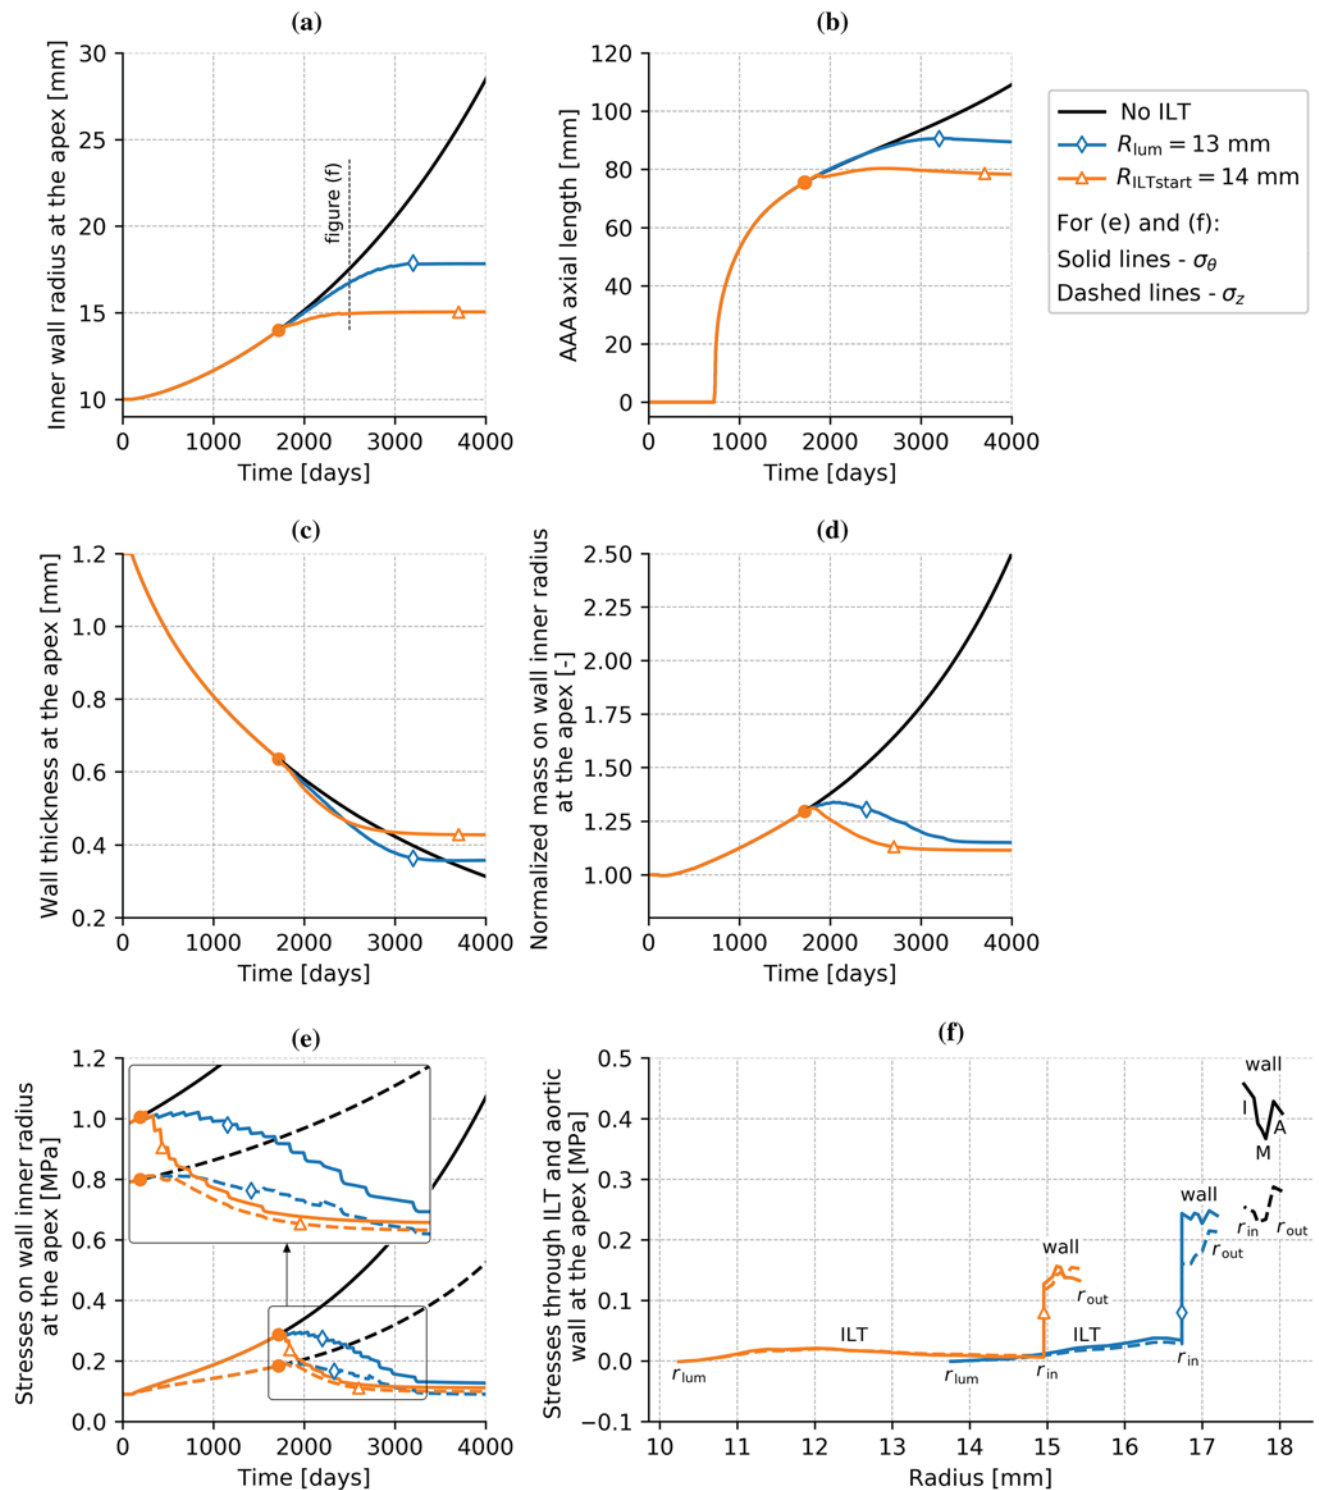 (a)
Inner wall radius at the apex [mm]
30
25
20
15
10
figure (f)
0 1000 2000 3000 4000
Time [days]
(b)
AAA axial length [mm]
120
100
80
60
40
20
0
0 1000 2000 3000 4000
Time [days]
No ILT
R_lum = 13 mm
R_ILTstart = 14 mm
For (e) and (f):
Solid lines - σ_θ
Dashed lines - σ_z
(c)
Wall thickness at the apex [mm]
1.2
1.0
0.8
0.6
0.4
0.2
0 1000 2000 3000 4000
Time [days]
(d)
Normalized mass on wall inner radius
at the apex [-]
2.50
2.25
2.00
1.75
1.50
1.25
1.00
0 1000 2000 3000 4000
Time [days]
(e)
Stresses on wall inner radius
at the apex [MPa]
1.2
1.0
0.8
0.6
0.4
0.2
0.0
0 1000 2000 3000 4000
Time [days]
(f)
Stresses through ILT and aortic
wall at the apex [MPa]
0.5
0.4
0.3
0.2
0.1
0.0
−0.1
wall
I
A
M
wall
r_in
r_out
r_out
wall
r_out
ILT
ILT
r_lum
r_lum
r_in
r_in
10 11 12 13 14 15 16 17 18
Radius [mm]